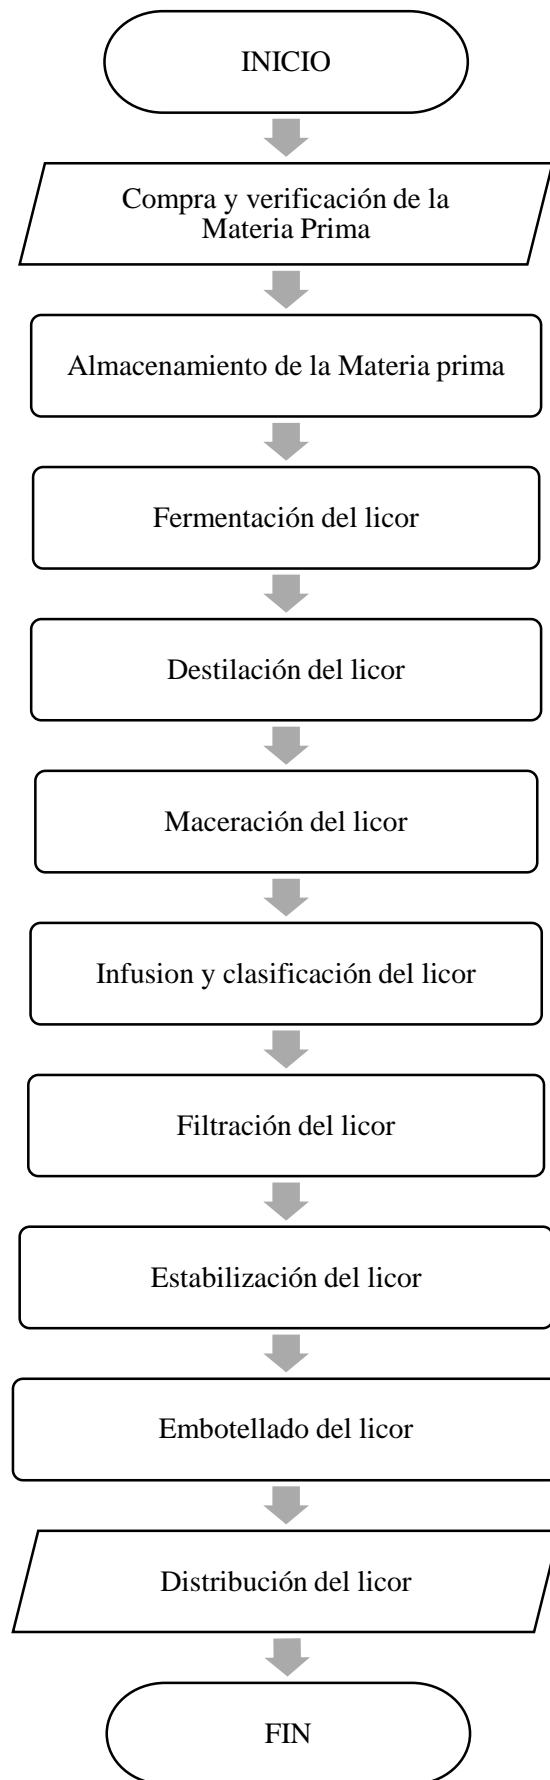 INICIO
Compra y verificación de la
Materia Prima
Almacenamiento de la Materia prima
Fermentación del licor
Destilación del licor
Maceración del licor
Infusion y clasificación del licor
Filtración del licor
Estabilización del licor
Embotellado del licor
Distribución del licor
FIN